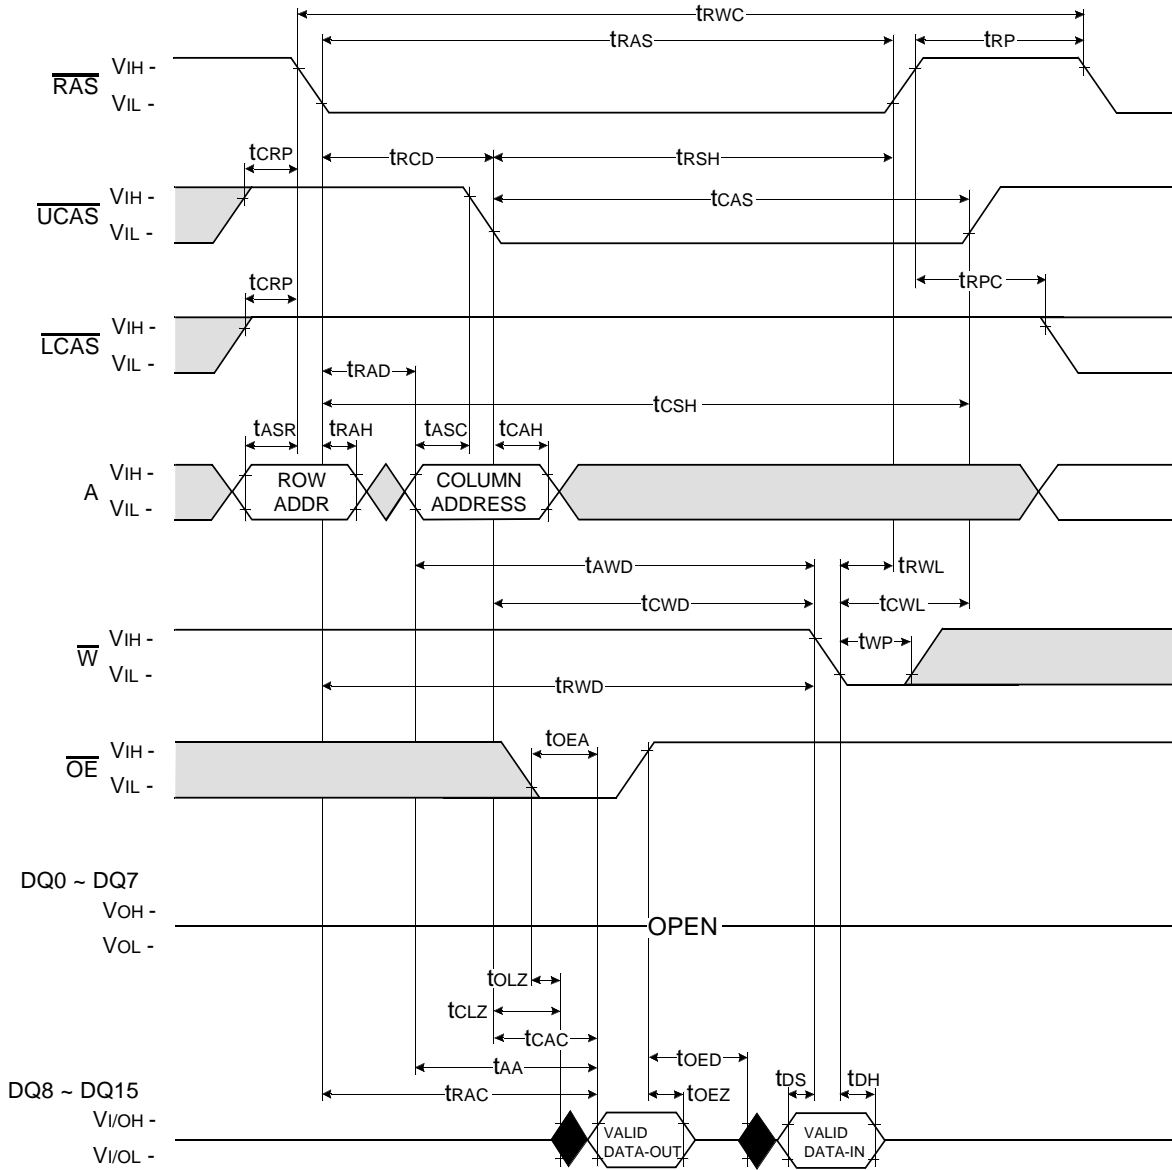 tRWC
tRAS
tRP
RAS
VIH -
VIL -
tCRP
tRCD
tRSH
UCAS
VIH -
VIL -
tCAS
tCRP
tRPC
LCAS
VIH -
VIL -
tRAD
tCSH
tASR
tRAH
tASC
tCAH
A
VIH -
VIL -
ROW
ADDR
COLUMN
ADDRESS
tAWD
tRWL
tCWD
tCWL
W
VIH -
VIL -
tWP
tRWD
OE
VIH -
VIL -
tOEA
DQ0 ~ DQ7
VOH -
VOL -
OPEN
tOLZ
tCLZ
tCAC
tAA
tOED
DQ8 ~ DQ15
tRAC
tOEZ
tDS
tDH
VI/OH -
VI/OL -
VALID
DATA-OUT
VALID
DATA-IN